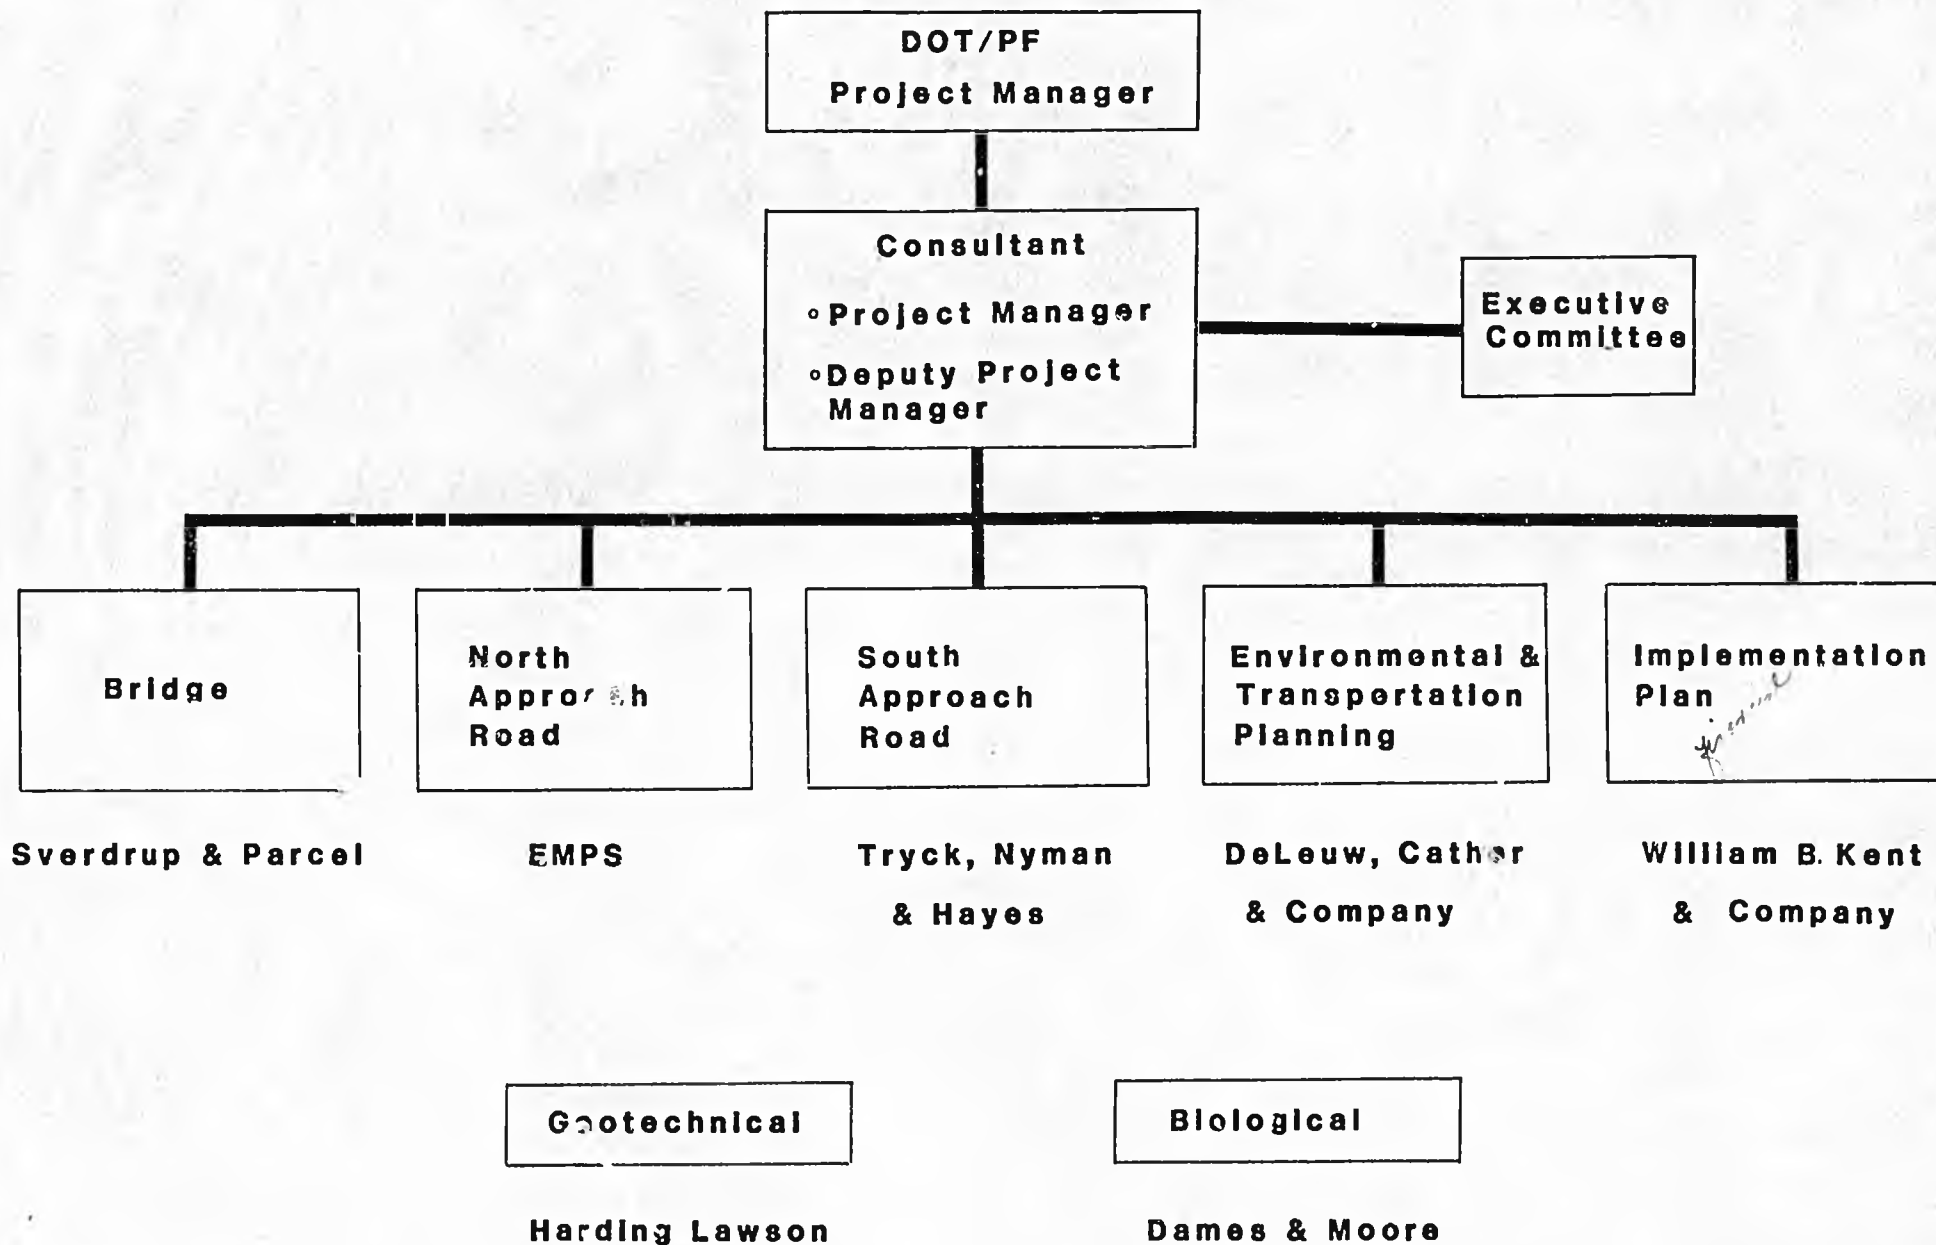 DOT/PF
Project Manager
Consultant
° Project Manager
° Deputy Project
Manager
Executive
Committee
Bridge
North
Approach
Road
South
Approach
Road
Environmental &
Transportation
Planning
Implementation
Plan
Sverdrup & Parcel
EMPS
Tryck, Nyman
& Hayes
DeLeuw, Cather
& Company
William B. Kent
& Company
Geotechnical
Biological
Harding Lawson
Dames & Moore